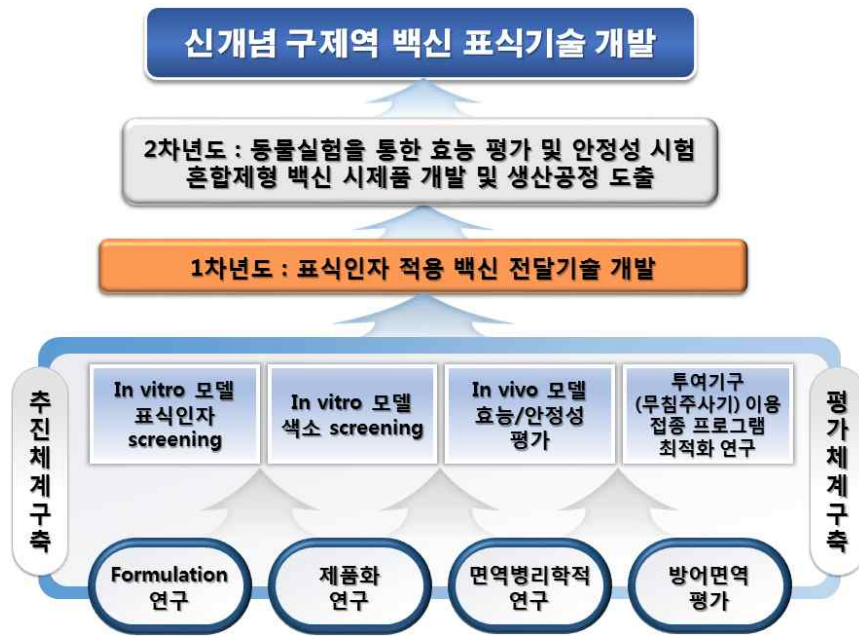 신개념 구제역 백신 표식기술 개발
2차년도 : 동물실험을 통한 효능 평가 및 안정성 시험
혼합제형 백신 시제품 개발 및 생산공정 도출
1차년도 : 표식인자 적용 백신 전달기술 개발
추진체계구축
In vitro 모델
표식인자
screening
In vitro 모델
색소 screening
In vivo 모델
효능/안정성
평가
투여기구
(무침주사기) 이용
접종 프로그램
최적화 연구
평가체계구축
Formulation
연구
제품화
연구
면역병리학적
연구
방어면역
평가